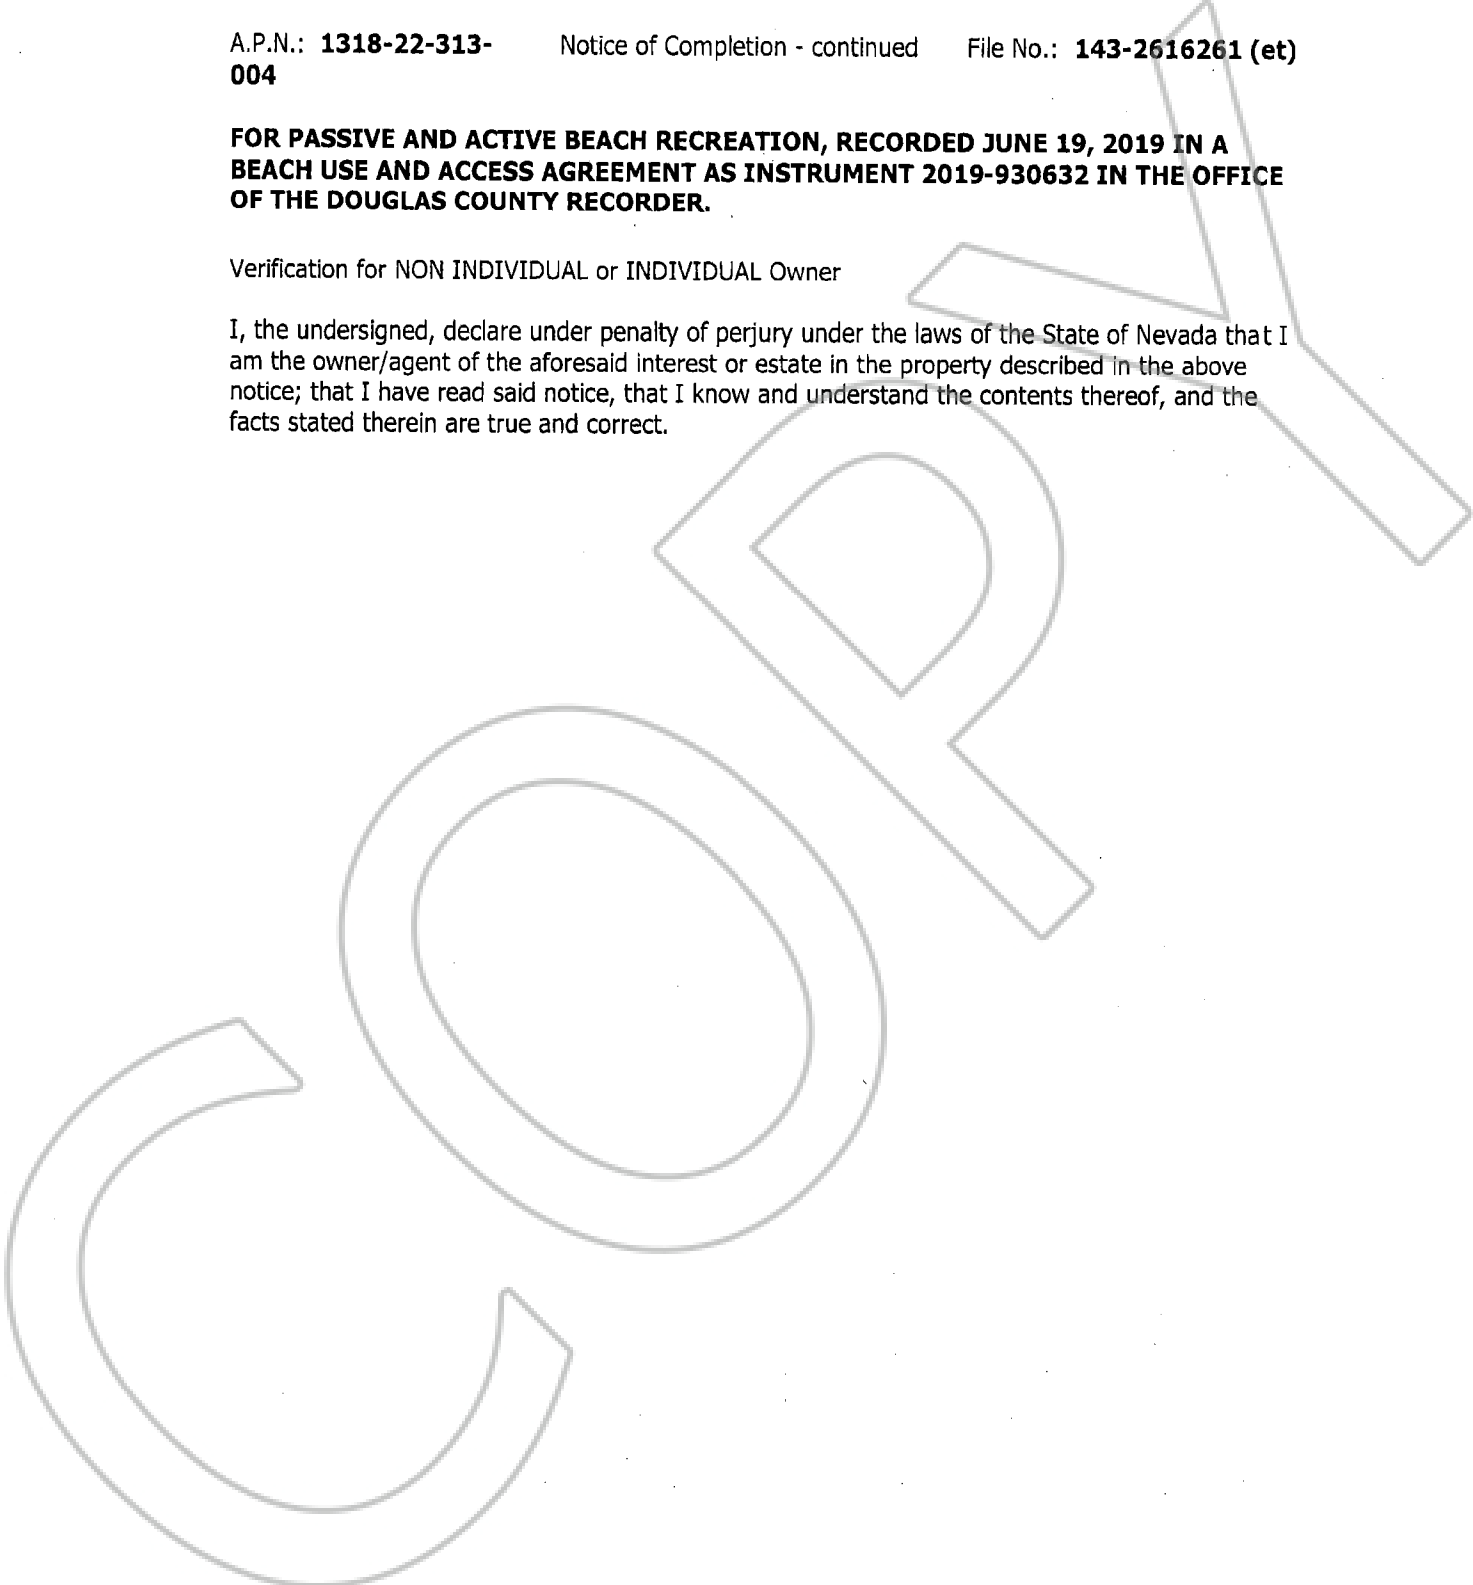 A.P.N.: 1318-22-313- Notice of Completion - continued File No.: 143-2616261 (et)
004
FOR PASSIVE AND ACTIVE BEACH RECREATION, RECORDED JUNE 19, 2019 IN A
BEACH USE AND ACCESS AGREEMENT AS INSTRUMENT 2019-930632 IN THE OFFICE
OF THE DOUGLAS COUNTY RECORDER.
Verification for NON INDIVIDUAL or INDIVIDUAL Owner
I, the undersigned, declare under penalty of perjury under the laws of the State of Nevada that I
am the owner/agent of the aforesaid interest or estate in the property described in the above
notice; that I have read said notice, that I know and understand the contents thereof, and the
facts stated therein are true and correct.
COPY